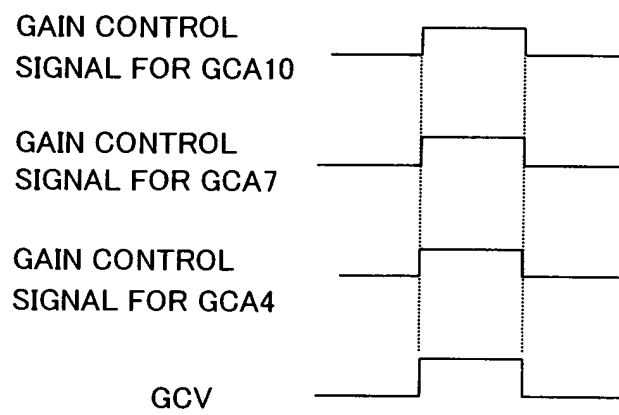 GAIN CONTROL
SIGNAL FOR GCA10
GAIN CONTROL
SIGNAL FOR GCA7
GAIN CONTROL
SIGNAL FOR GCA4
GCV